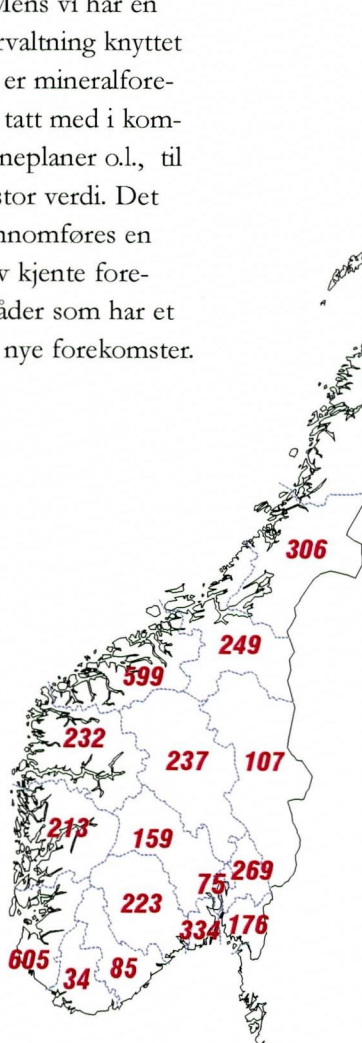 Mens vi har en
rvaltning knyttet
er mineralfore-
tatt med i kom-
neplaner o.l., til
stor verdi. Det
nnomføres en
v kjente fore-
åder som har et
nye forekomster.
306
249
599
232
237
107
213
159
269
75
223
334
176
605
34
85